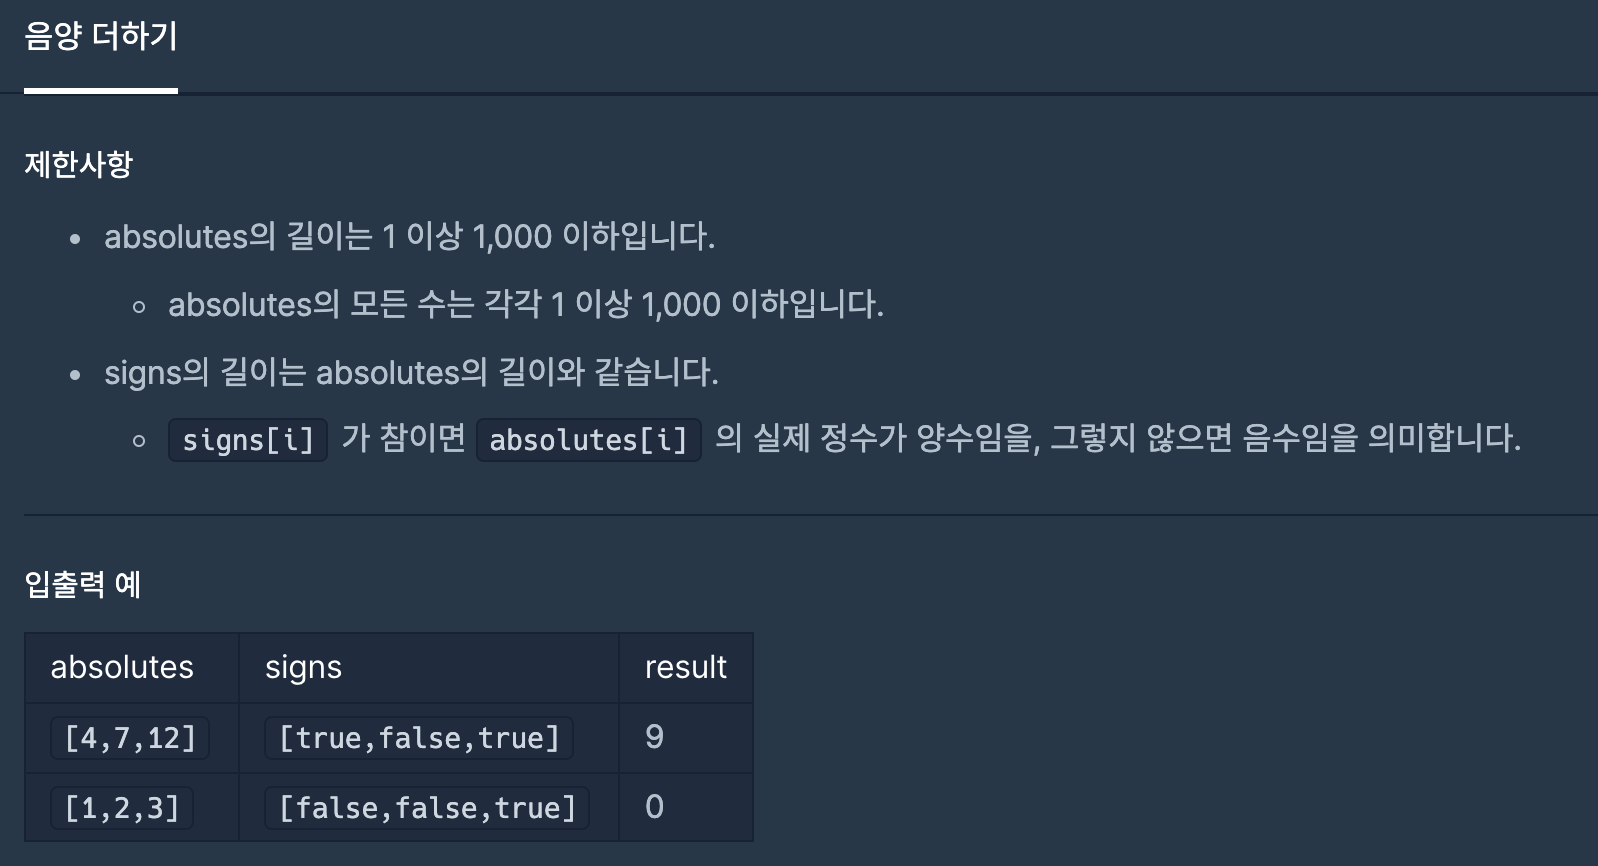 음양 더하기
제한사항
absolutes의 길이는 1 이상 1,000 이하입니다.
absolutes의 모든 수는 각각 1 이상 1,000 이하입니다.
signs의 길이는 absolutes의 길이와 같습니다.
signs[i] 가 참이면 absolutes[i] 의 실제 정수가 양수임을, 그렇지 않으면 음수임을 의미합니다.
입출력 예
absolutes signs result
[4,7,12] [true,false,true] 9
[1,2,3] [false,false,true] 0